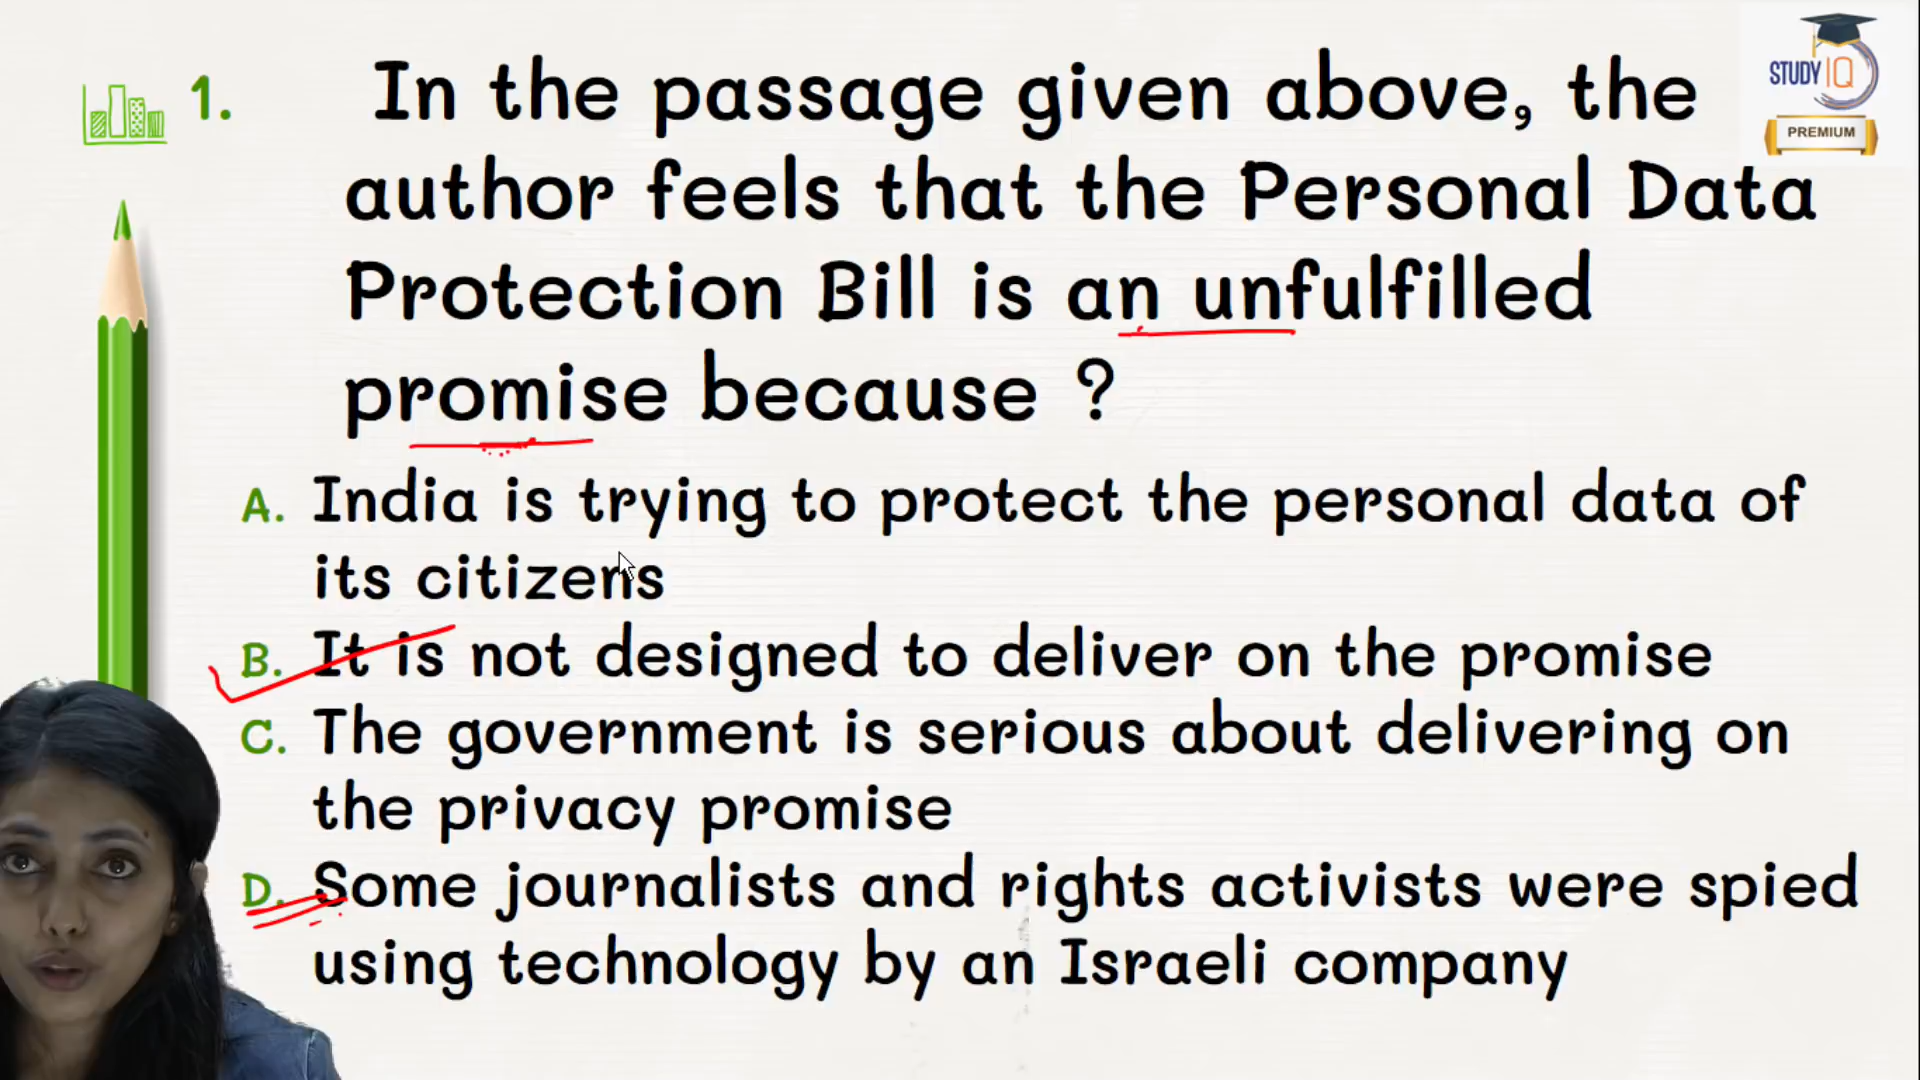 STUDY IQ
PREMIUM
1. In the passage given above, the
author feels that the Personal Data
Protection Bill is an unfulfilled
promise because ?
A. India is trying to protect the personal data of
its citizens
B. It is not designed to deliver on the promise
C. The government is serious about delivering on
the privacy promise
D. Some journalists and rights activists were spied
using technology by an Israeli company